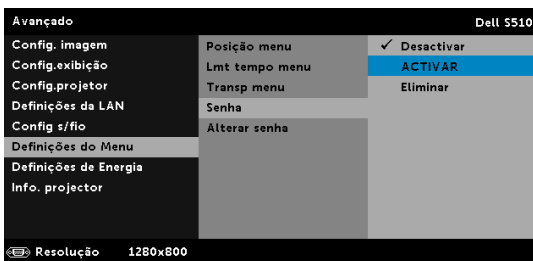 Avançado Dell S510
Config. imagem
Config.exibição
Config.projetor
Definições da LAN
Config s/fio
Definições do Menu
Definições de Energia
Info. projector
Posição menu
Lmt tempo menu
Transp menu
Senha
Alterar senha
Desactivar
ACTIVAR
Eliminar
Resolução 1280x800